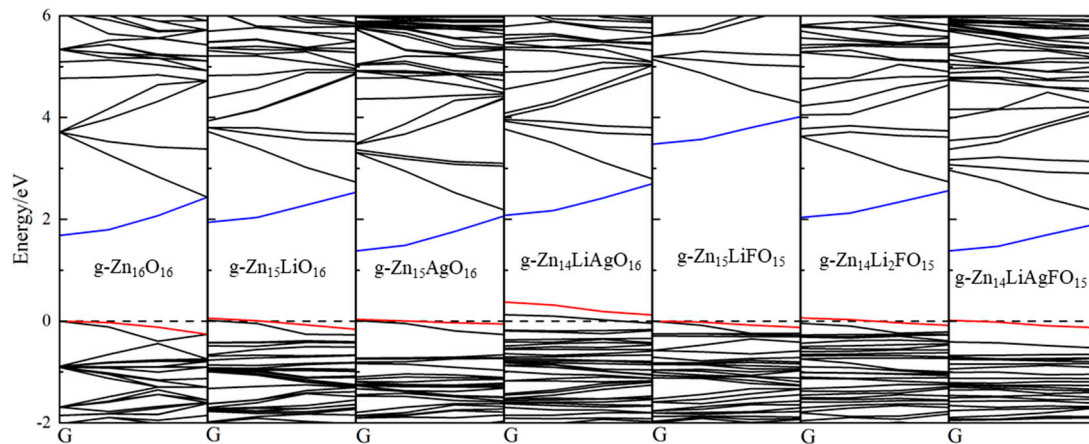 6
4
2
0
-2
Energy/eV
g-Zn₁₆O₁₆
g-Zn₁₅LiO₁₆
g-Zn₁₅AgO₁₆
g-Zn₁₄LiAgO₁₆
g-Zn₁₅LiFO₁₅
g-Zn₁₄Li₂FO₁₅
g-Zn₁₄LiAgFO₁₅
G G G G G G G